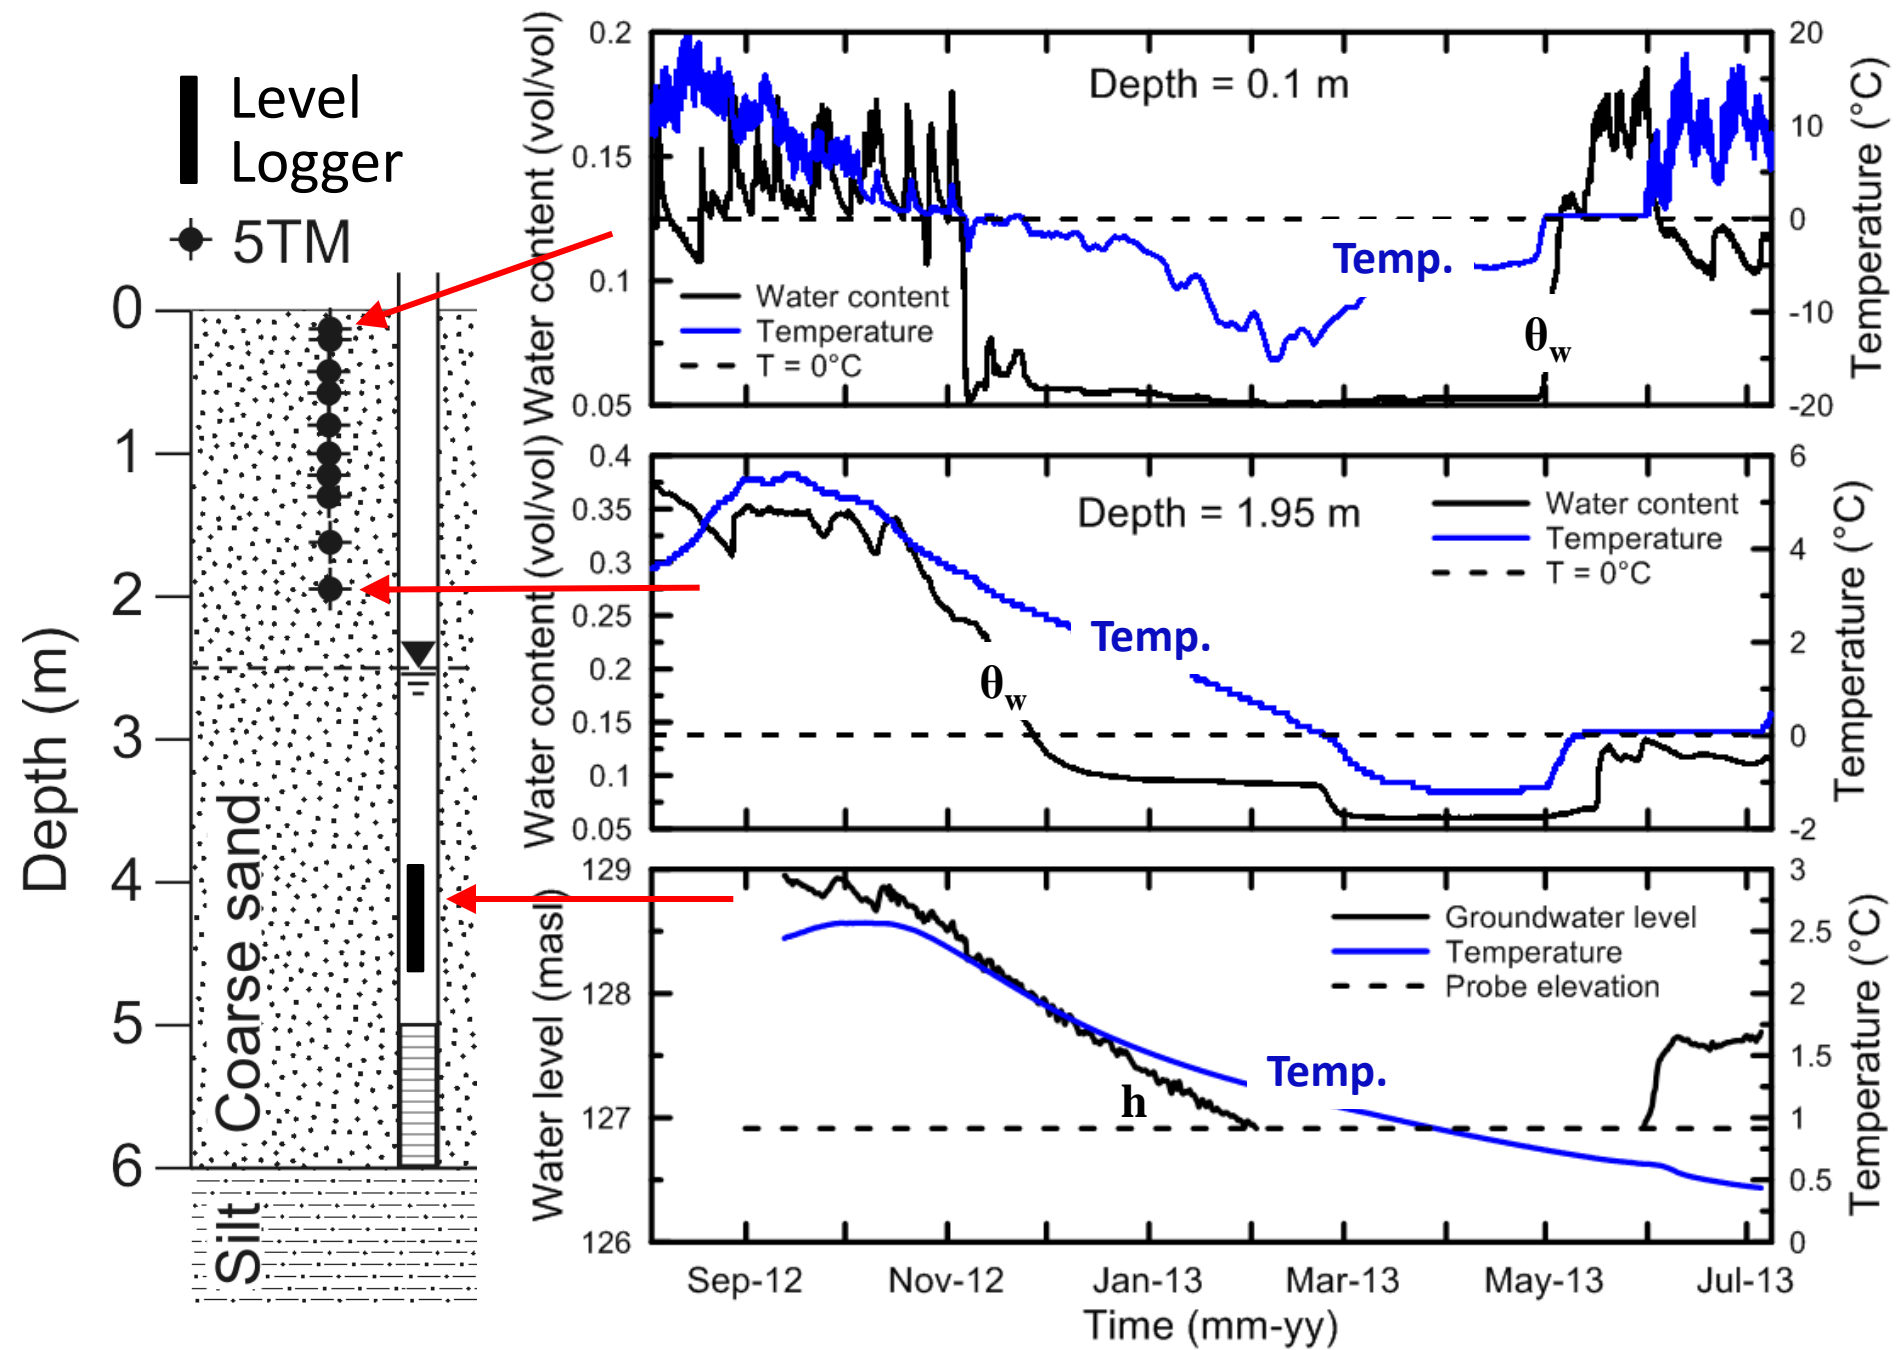 Level
Logger
5TM
Depth (m)
0
1
2
3
4
5
6
Coarse sand
Silt
Water content (vol/vol)
0.2
0.15
0.1
0.05
Depth = 0.1 m
Water content
Temperature
T = 0°C
Temp.
θw
20
10
0
-10
-20
Temperature (°C)
Water content (vol/vol)
0.4
0.35
0.3
0.25
0.2
0.15
0.1
0.05
Depth = 1.95 m
Water content
Temperature
T = 0°C
Temp.
θw
6
4
2
0
-2
Temperature (°C)
Water level (masl)
129
128
127
126
Groundwater level
Temperature
Probe elevation
Temp.
h
3
2.5
2
1.5
1
0.5
0
Temperature (°C)
Sep-12 Nov-12 Jan-13 Mar-13 May-13 Jul-13
Time (mm-yy)